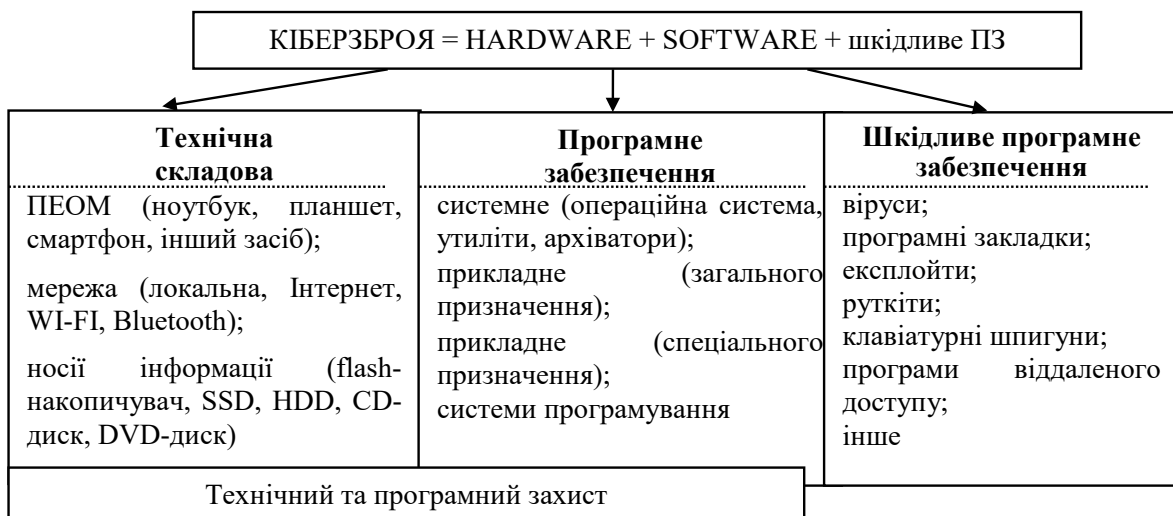 КІБЕРЗБРОЯ = HARDWARE + SOFTWARE + шкідливе ПЗ
Технічна
складова
ПЕОМ (ноутбук, планшет,
смартфон, інший засіб);
мережа (локальна, Інтернет,
WI-FI, Bluetooth);
носії інформації (flash-
накопичувач, SSD, HDD, CD-
диск, DVD-диск)
Програмне
забезпечення
системне (операційна система,
утиліти, архіватори);
прикладне (загального
призначення);
прикладне (спеціального
призначення);
системи програмування
Шкідливе програмне
забезпечення
віруси;
програмні закладки;
експлойти;
руткіти;
клавіатурні шпигуни;
програми віддаленого
доступу;
інше
Технічний та програмний захист